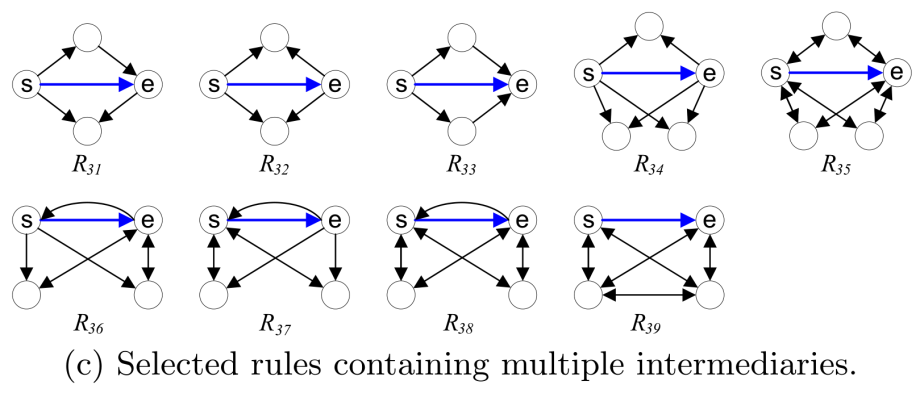 s e s e s e s e s e
R31 R32 R33 R34 R35
s e s e s e s e
R36 R37 R38 R39
(c) Selected rules containing multiple intermediaries.